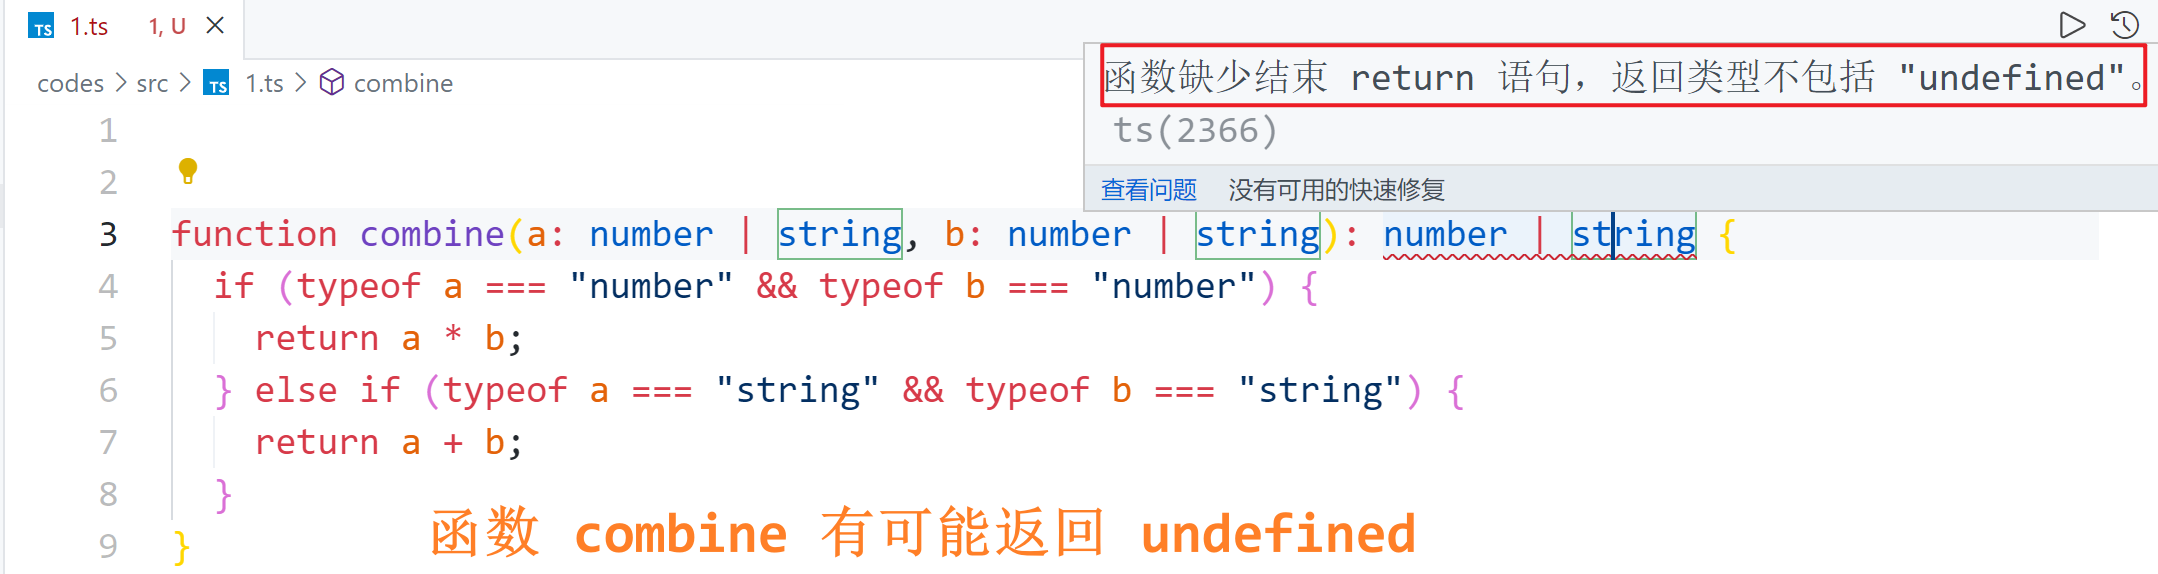 TS 1.ts 1, U
codes > src > TS 1.ts > combine
函数缺少结束 return 语句，返回类型不包括 "undefined"。
ts(2366)
查看问题 没有可用的快速修复
1
2
3 function combine(a: number | string, b: number | string): number | string {
4 if (typeof a === "number" && typeof b === "number") {
5 return a * b;
6 } else if (typeof a === "string" && typeof b === "string") {
7 return a + b;
8 }
9 }
函数 combine 有可能返回 undefined